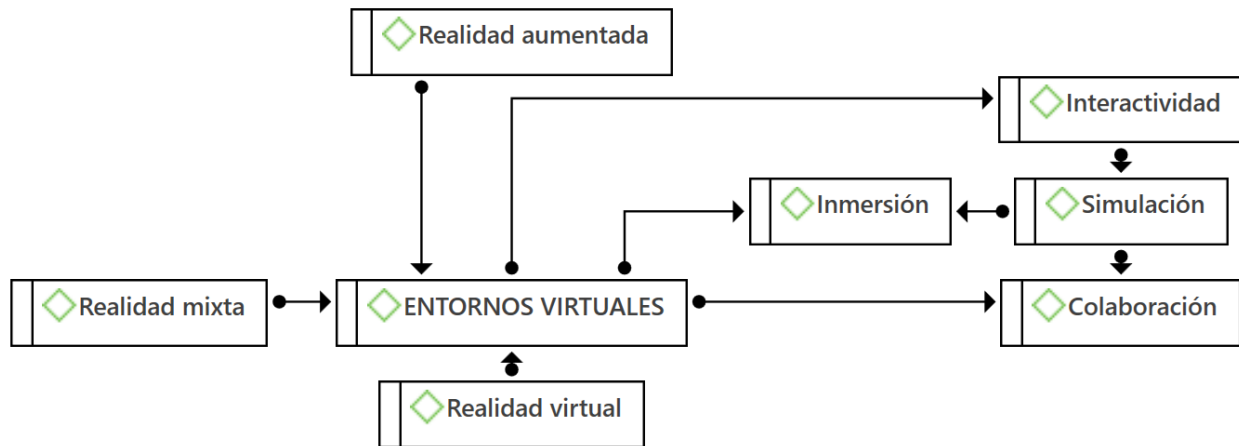 Realidad aumentada
Interactividad
Inmersión
Simulación
Realidad mixta
ENTORNOS VIRTUALES
Colaboración
Realidad virtual